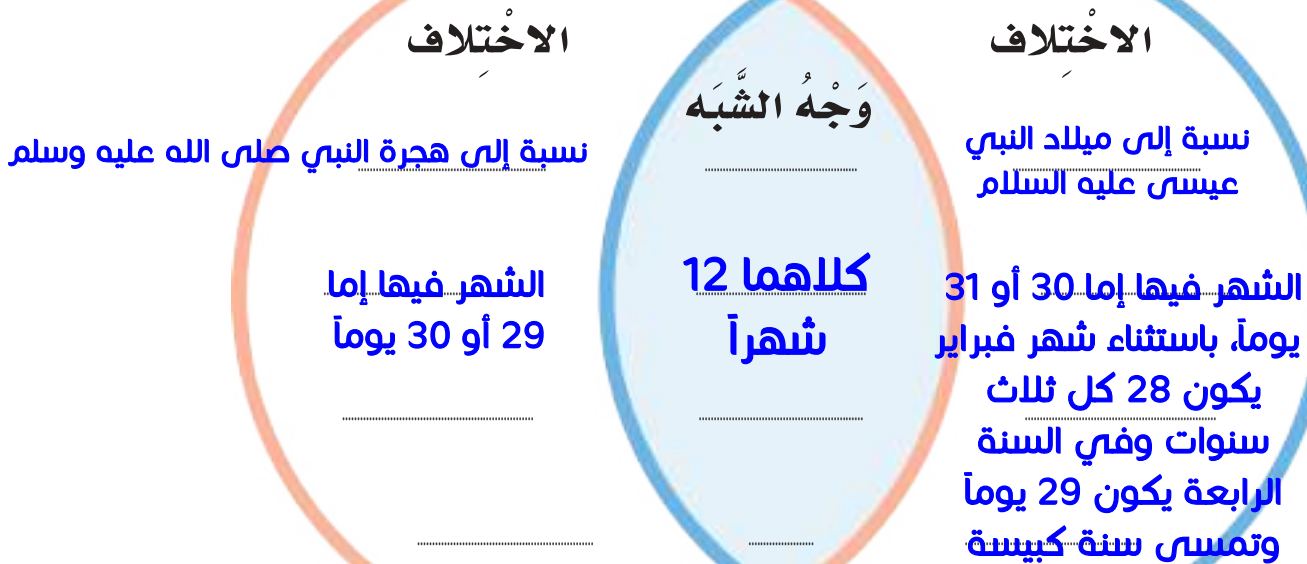 الاخْتِلاف
نسبة إلى ميلاد النبي
عيسى عليه السلام
الشهر فيها إما 30 أو 31
يوماً، باستثناء شهر فبراير
يكون 28 كل ثلاث
سنوات وفي السنة
الرابعة يكون 29 يوماً
وتمسى سنة كبيسة
وَجْهُ الشَّبَه
كلاهما 12
شهراً
الاخْتِلاف
نسبة إلى هجرة النبي صلى الله عليه وسلم
الشهر فيها إما
29 أو 30 يوماً